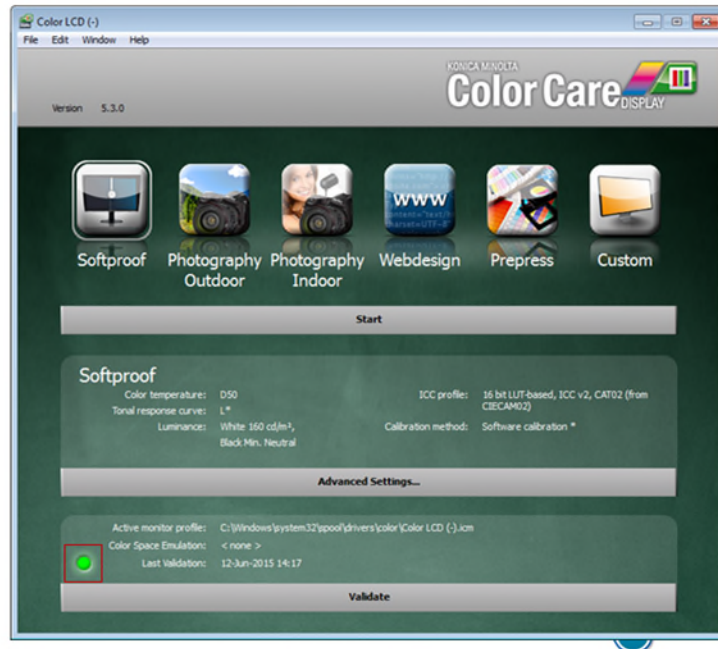 Color LCD (-)
File Edit Window Help
KONICA MINOLTA
Color Care DISPLAY
Version 5.3.0
www
Softproof Photography Outdoor Photography Indoor Webdesign Prepress Custom
Start
Softproof
Color temperature: D50
Tonal response curve: L*
Luminance: White 160 cd/m²,
Black Min. Neutral
ICC profile: 16 bit LUT-based, ICC v2, CAT02 (from
CIECAM02)
Calibration method: Software calibration *
Advanced Settings...
Active monitor profile: C:\Windows\system32\spool\drivers\color\Color LCD (-).icm
Color Space Emulation: < none >
Last Validation: 12-Jun-2015 14:17
Validate